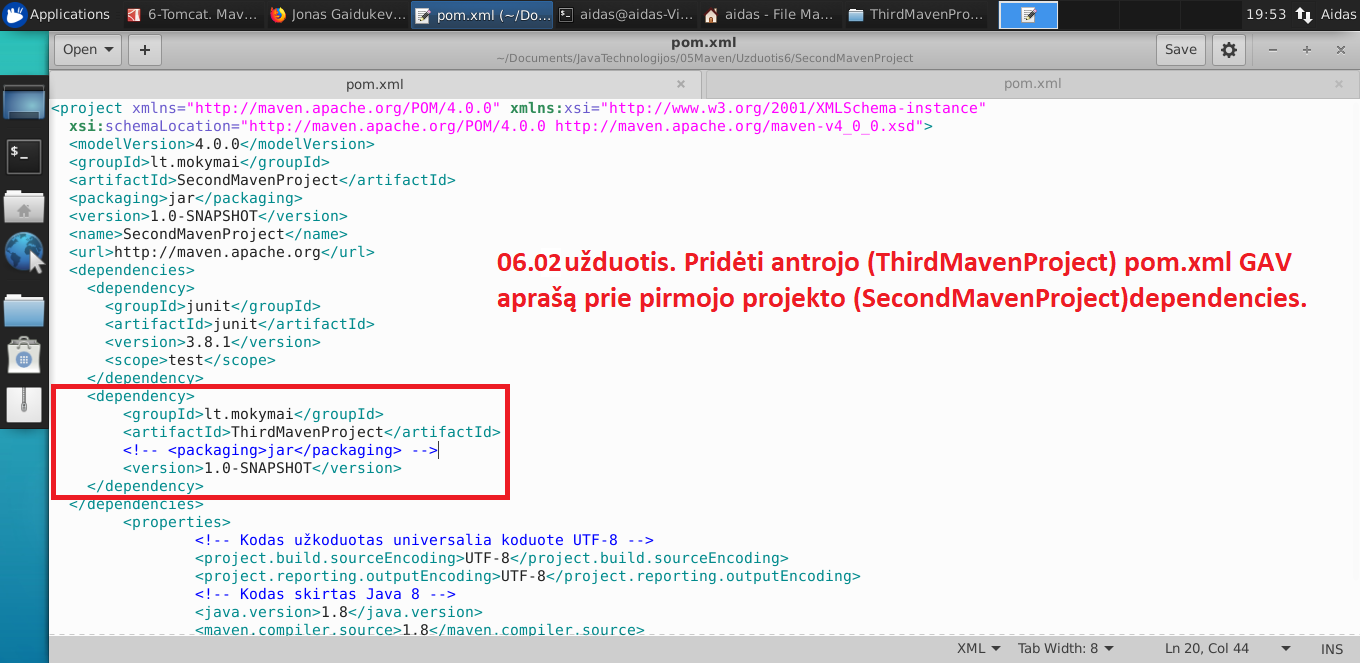 Applications
6-Tomcat. Mav…
Jonas Gaidukev…
pom.xml (~/Do…
aidas@aidas-Vi…
aidas - File Ma…
ThirdMavenPro…
19:53
Aidas
Open
+
pom.xml
~/Documents/JavaTechnologijos/05Maven/Uzduotis6/SecondMavenProject
Save
pom.xml
pom.xml
<project xmlns="http://maven.apache.org/POM/4.0.0" xmlns:xsi="http://www.w3.org/2001/XMLSchema-instance"
xsi:schemaLocation="http://maven.apache.org/POM/4.0.0 http://maven.apache.org/maven-v4_0_0.xsd">
<modelVersion>4.0.0</modelVersion>
<groupId>lt.mokymai</groupId>
<artifactId>SecondMavenProject</artifactId>
<packaging>jar</packaging>
<version>1.0-SNAPSHOT</version>
<name>SecondMavenProject</name>
<url>http://maven.apache.org</url>
<dependencies>
<dependency>
<groupId>junit</groupId>
<artifactId>junit</artifactId>
<version>3.8.1</version>
<scope>test</scope>
</dependency>
<dependency>
<groupId>lt.mokymai</groupId>
<artifactId>ThirdMavenProject</artifactId>
<!-- <packaging>jar</packaging> -->
<version>1.0-SNAPSHOT</version>
</dependency>
</dependencies>
<properties>
<!-- Kodas užkoduotas universalia koduote UTF-8 -->
<project.build.sourceEncoding>UTF-8</project.build.sourceEncoding>
<project.reporting.outputEncoding>UTF-8</project.reporting.outputEncoding>
<!-- Kodas skirtas Java 8 -->
<java.version>1.8</java.version>
<maven.compiler.source>1.8</maven.compiler.source>
06.02 užduotis. Pridėti antrojo (ThirdMavenProject) pom.xml GAV
aprašą prie pirmojo projekto (SecondMavenProject)dependencies.
XML
Tab Width: 8
Ln 20, Col 44
INS